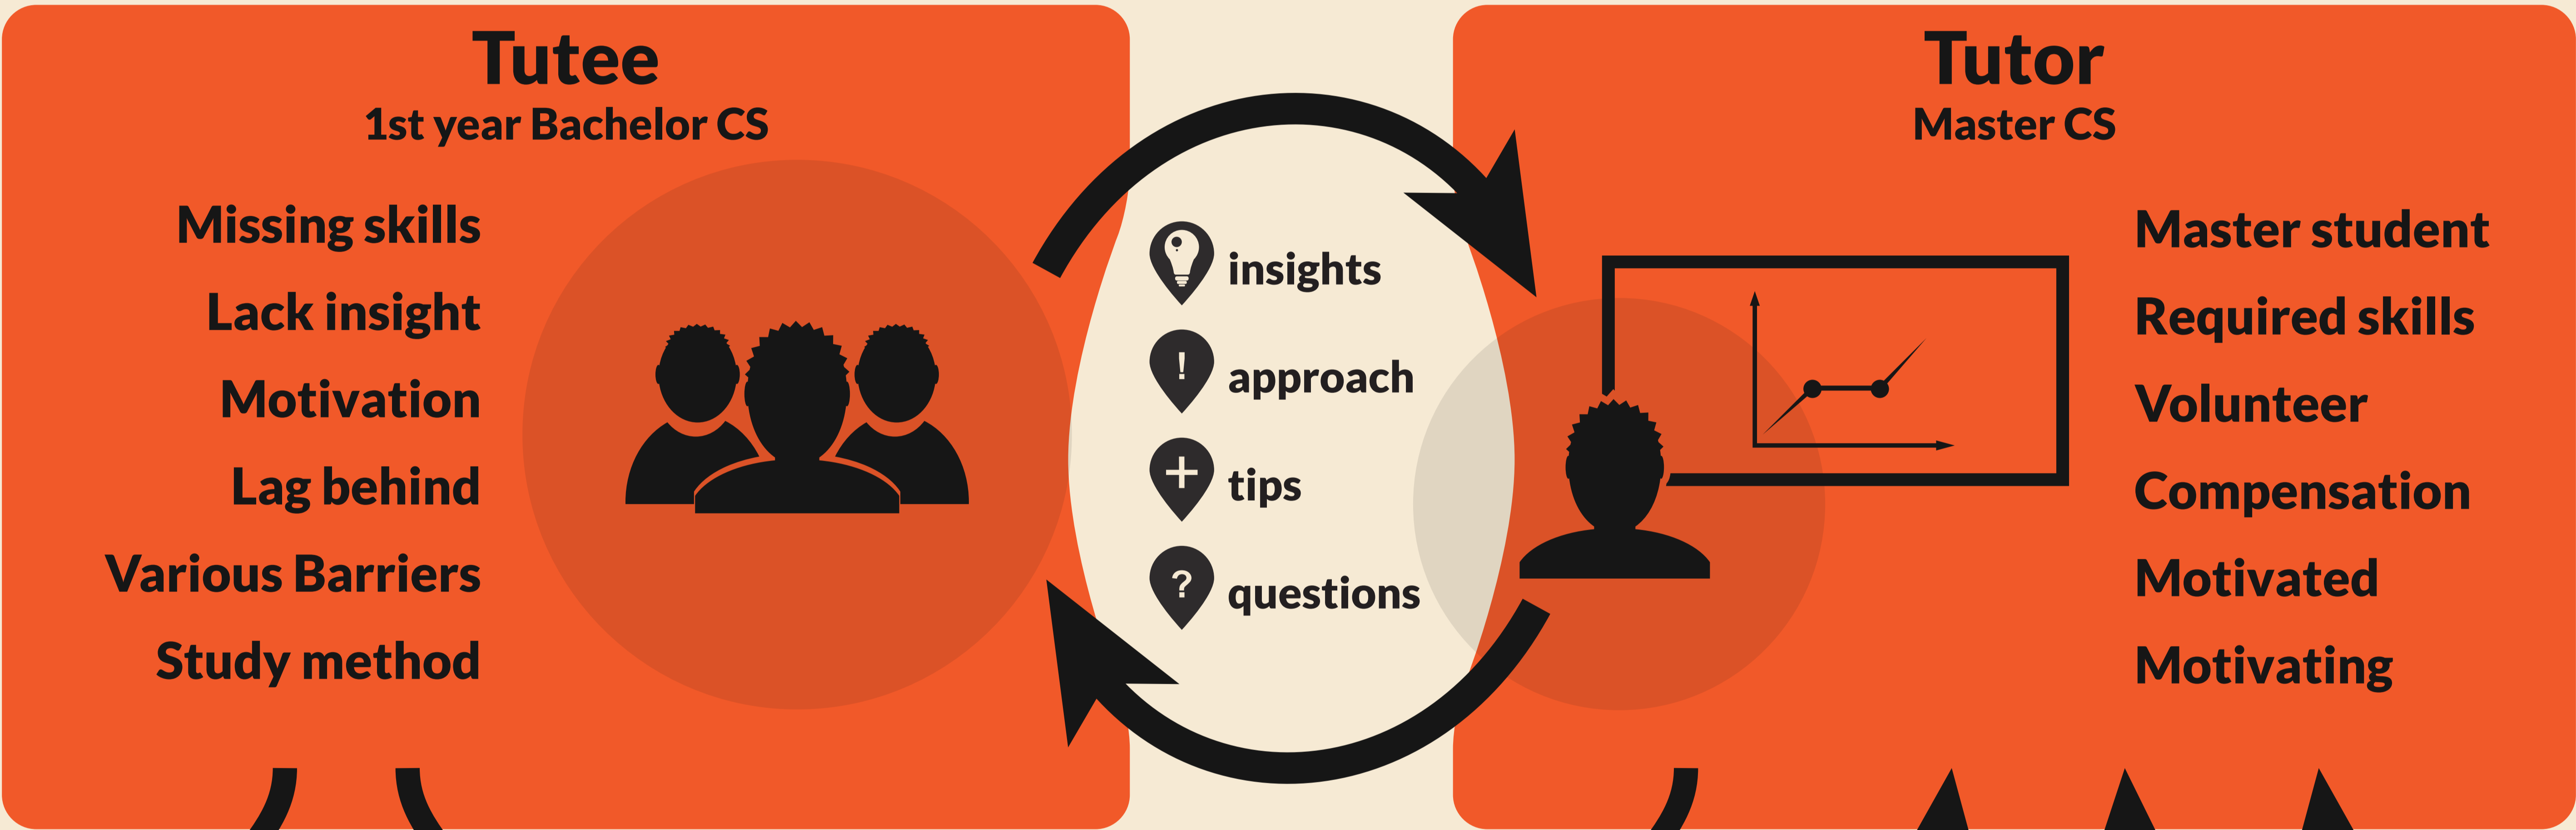 Tutee
1st year Bachelor CS
Missing skills
Lack insight
Motivation
Lag behind
Various Barriers
Study method
insights
!
approach
+
tips
?
questions
Tutor
Master CS
Master student
Required skills
Volunteer
Compensation
Motivated
Motivating